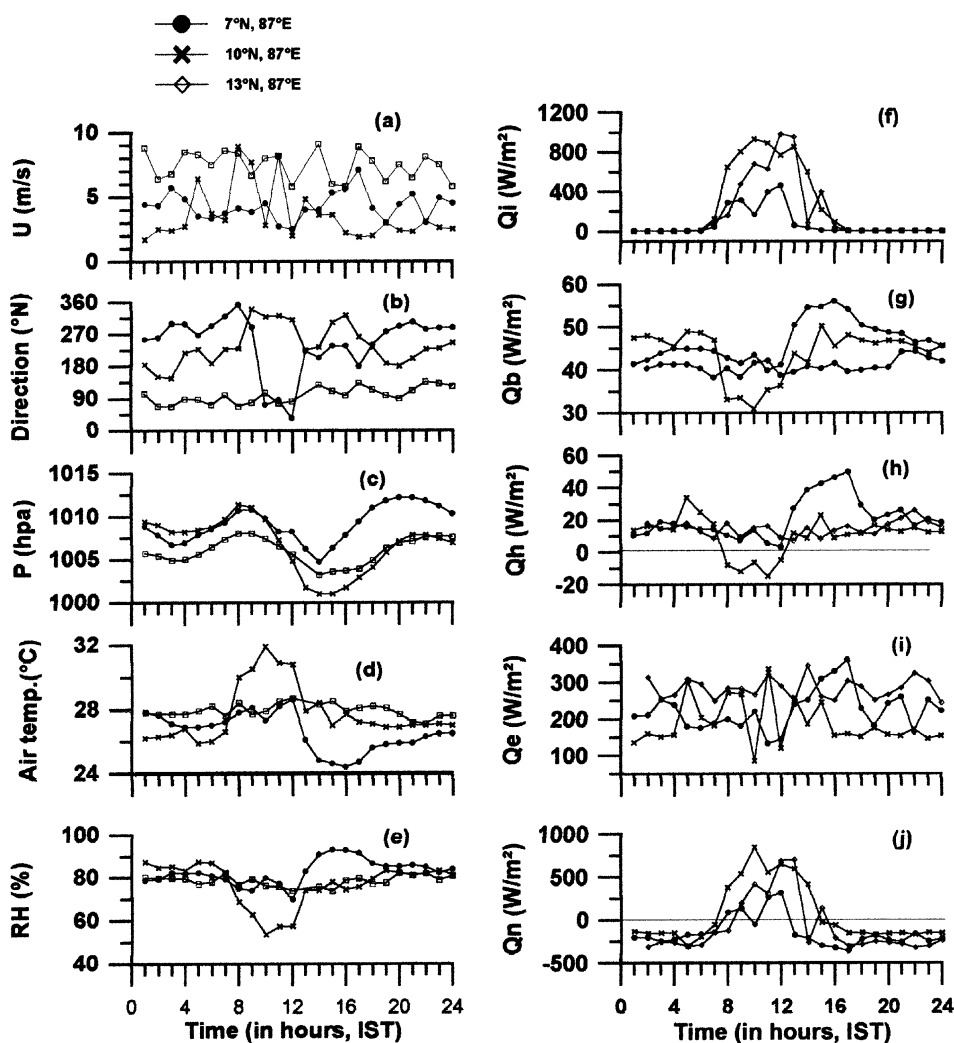 7°N, 87°E
10°N, 87°E
13°N, 87°E
(a)
10
5
0
U (m/s)
(b)
360
270
180
90
0
Direction (°N)
(c)
1015
1010
1005
1000
P (hpa)
(d)
32
28
24
Air temp.(°C)
(e)
100
80
60
40
RH (%)
0 4 8 12 16 20 24
Time (in hours, IST)
(f)
1200
800
400
0
Qi (W/m²)
(g)
60
50
40
30
Qb (W/m²)
(h)
60
40
20
0
-20
Qh (W/m²)
(i)
400
300
200
100
Qe (W/m²)
(j)
1000
500
0
-500
Qn (W/m²)
0 4 8 12 16 20 24
Time (in hours, IST)